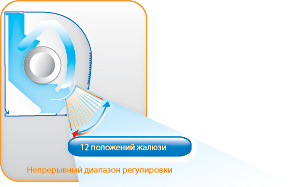 12 положений жалюзи
Непрерывный диапазон регулировки